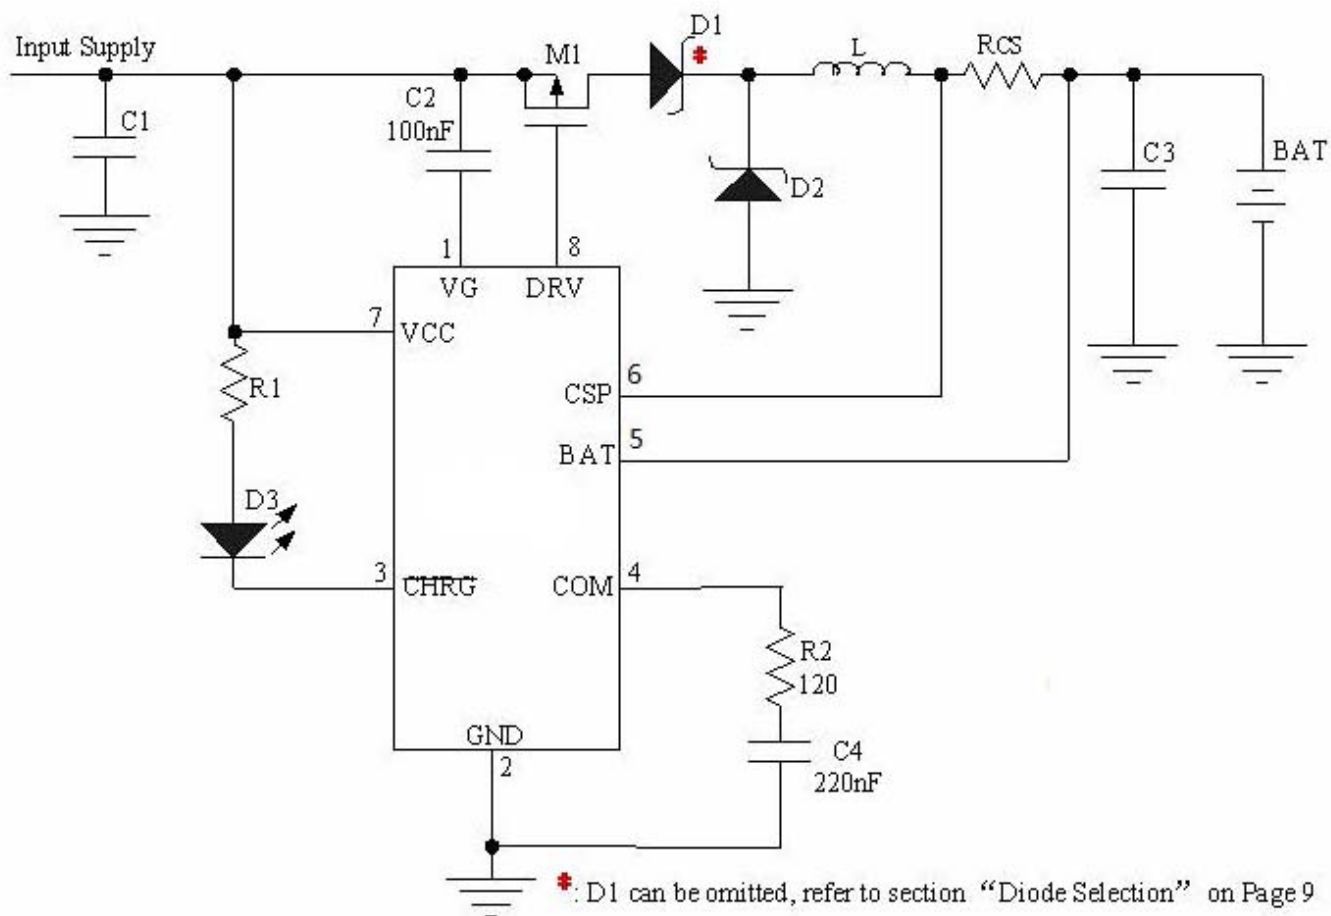 Input Supply
D1
*
M1
L
RCS
C2
100nF
C1
C3
BAT
D2
1
8
VG
DRV
7
VCC
R1
6
CSP
5
BAT
D3
3
CHRG
COM
4
R2
120
GND
2
C4
220nF
*: D1 can be omitted, refer to section “Diode Selection” on Page 9